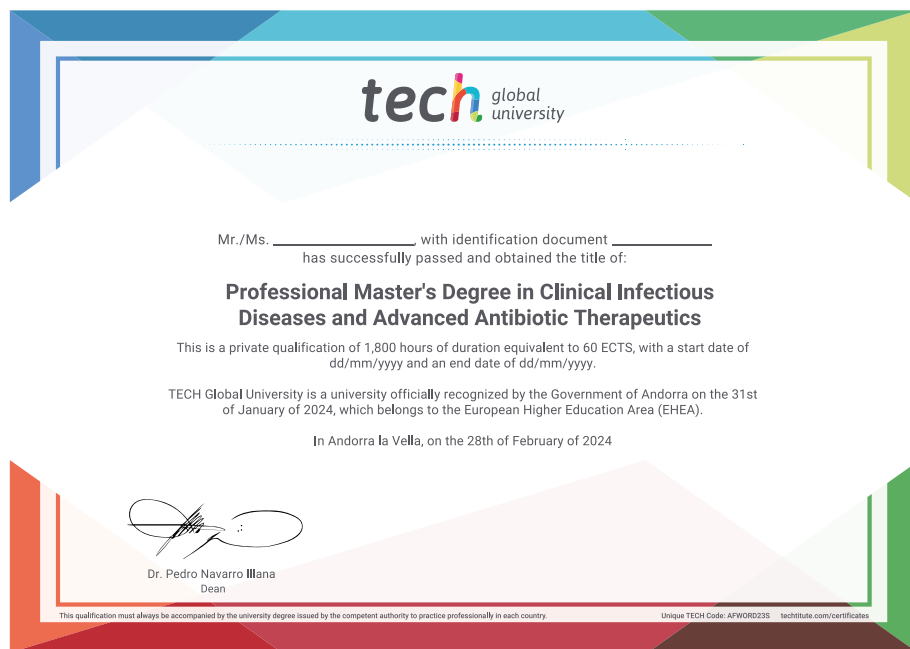 tech global university
Mr./Ms. ____________________, with identification document ______________
has successfully passed and obtained the title of:
Professional Master's Degree in Clinical Infectious
Diseases and Advanced Antibiotic Therapeutics
This is a private qualification of 1,800 hours of duration equivalent to 60 ECTS, with a start date of
dd/mm/yyyy and an end date of dd/mm/yyyy.
TECH Global University is a university officially recognized by the Government of Andorra on the 31st
of January of 2024, which belongs to the European Higher Education Area (EHEA).
In Andorra la Vella, on the 28th of February of 2024
Dr. Pedro Navarro Illana
Dean
This qualification must always be accompanied by the university degree issued by the competent authority to practice professionally in each country. Unique TECH Code: AFWORD23S techtitute.com/certificates